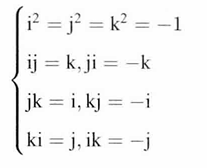 i² = j² = k² = −1
ij = k, ji = −k
jk = i, kj = −i
ki = j, ik = −j